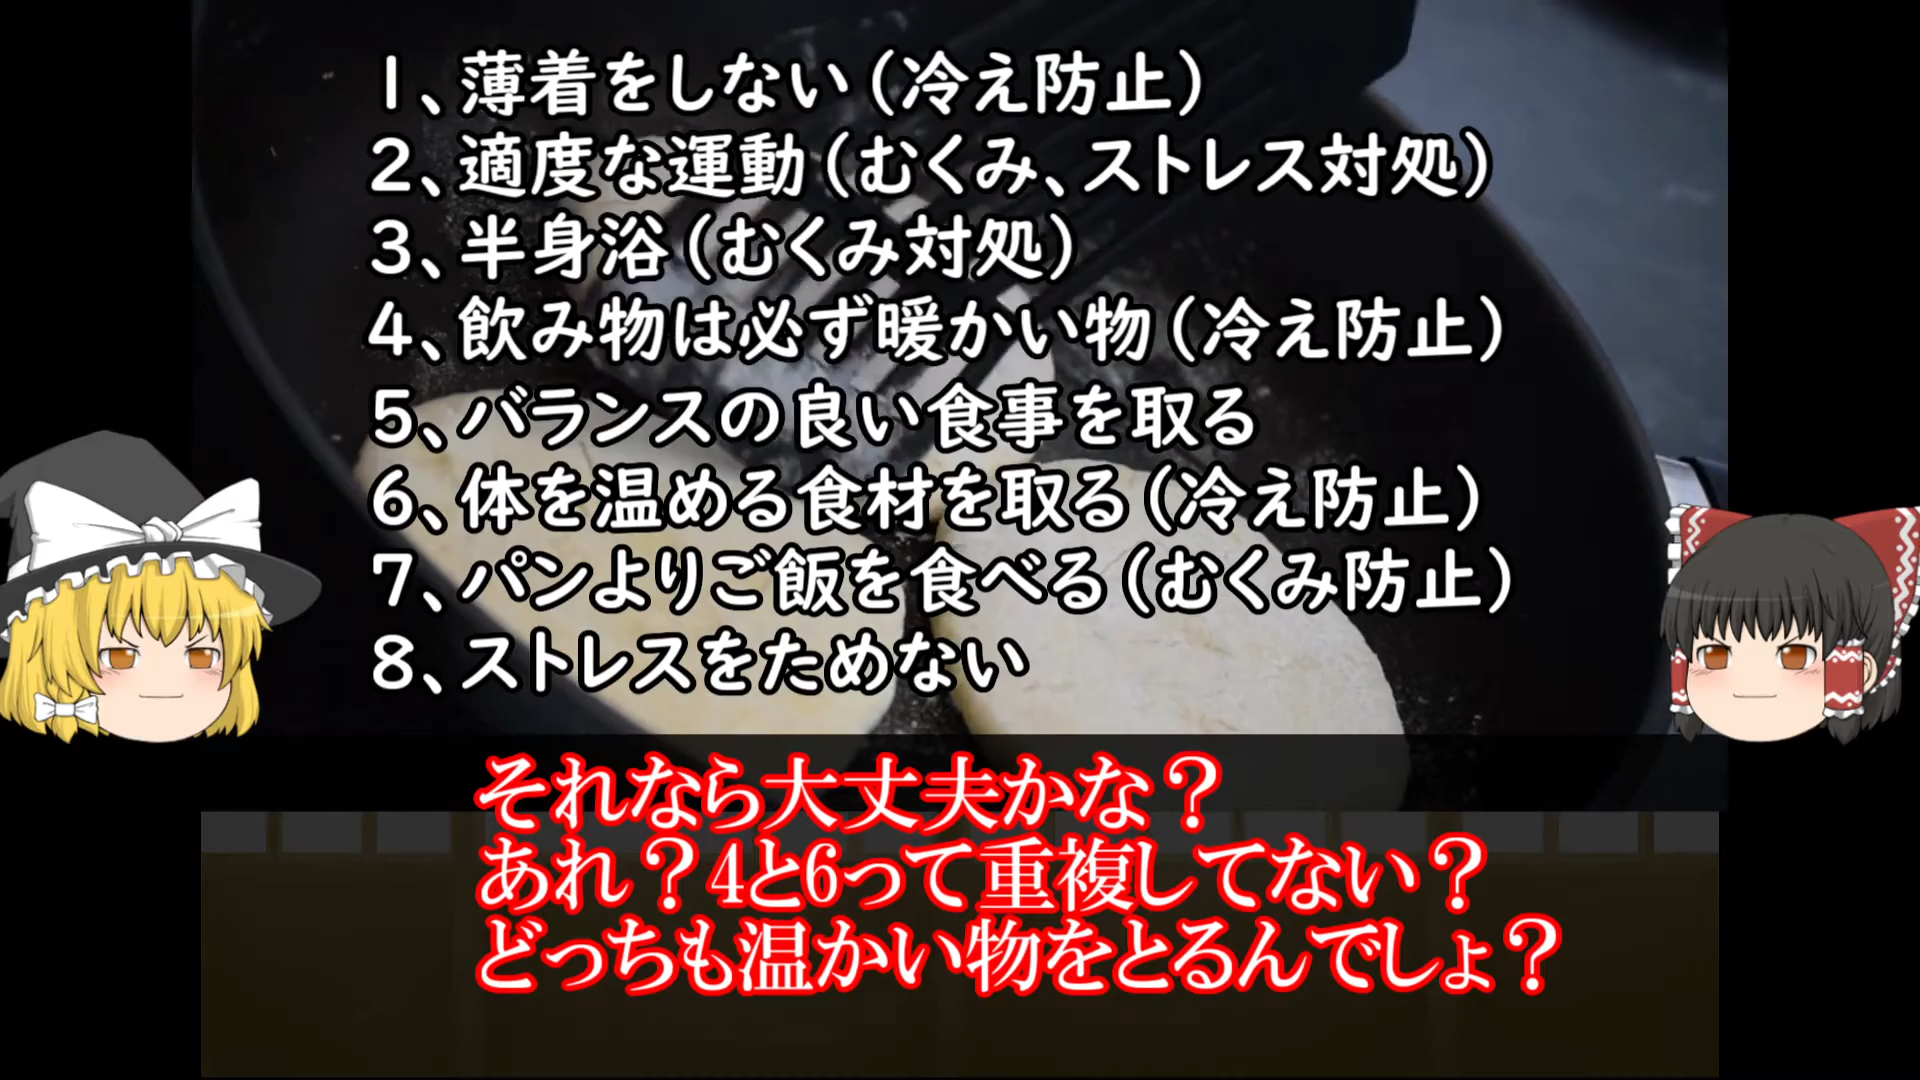 1、薄着をしない(冷え防止)
2、適度な運動(むくみ、ストレス対処)
3、半身浴(むくみ対処)
4、飲み物は必ず暖かい物(冷え防止)
5、バランスの良い食事を取る
6、体を温める食材を取る(冷え防止)
7、パンよりご飯を食べる(むくみ防止)
8、ストレスをためない
それなら大丈夫かな？
あれ？4と6って重複してない？
どっちも温かい物をとるんでしょ？